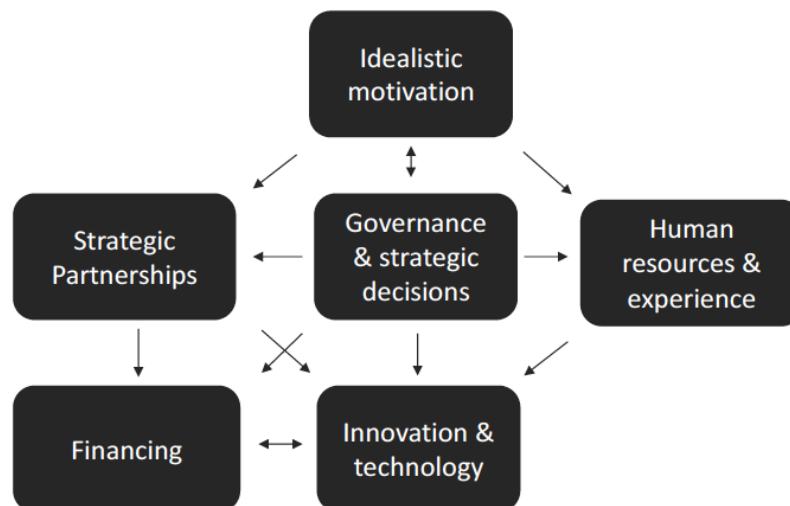 Idealistic
motivation
Strategic
Partnerships
Governance
& strategic
decisions
Human
resources &
experience
Financing
Innovation &
technology